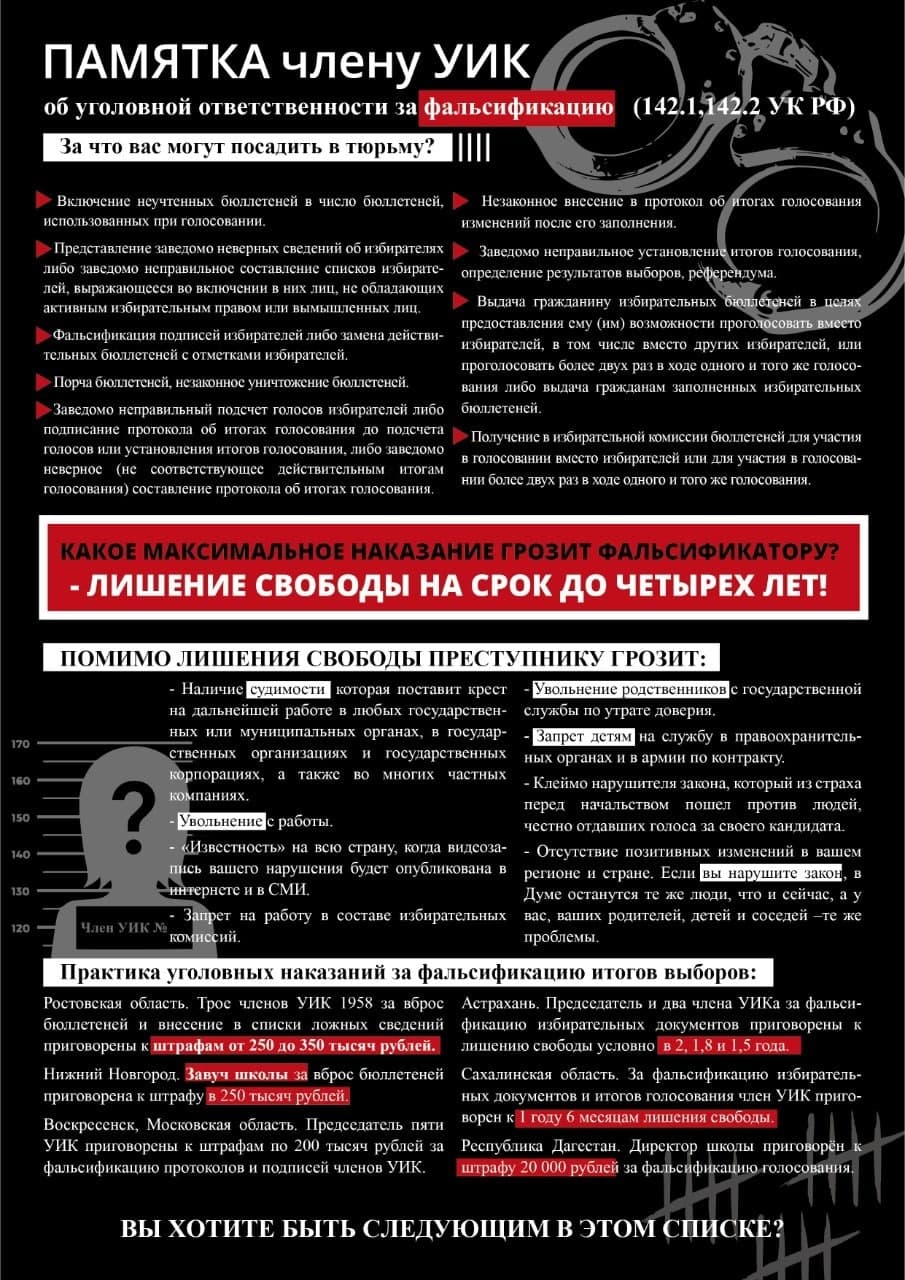 ПАМЯТКА члену УИК
об уголовной ответственности за фальсификацию (142.1,142.2 УК РФ)
За что вас могут посадить в тюрьму?
Включение неучтенных бюллетеней в число бюллетеней,
использованных при голосовании.
Представление заведомо неверных сведений об избирателях
либо заведомо неправильное составление списков избирате-
лей, выражающееся во включении в них лиц, не обладающих
активным избирательным правом или вымышленных лиц.
Фальсификация подписей избирателей либо замена действи-
тельных бюллетеней с отметками избирателей.
Порча бюллетеней, незаконное уничтожение бюллетеней.
Заведомо неправильный подсчет голосов избирателей либо
подписание протокола об итогах голосования до подсчета
голосов или установления итогов голосования, либо заведомо
неверное (не соответствующее действительным итогам
голосования) составление протокола об итогах голосования.
Незаконное внесение в протокол об итогах голосования
изменений после его заполнения.
Заведомо неправильное установление итогов голосования,
определение результатов выборов, референдума.
Выдача гражданину избирательных бюллетеней в целях
предоставления ему (им) возможности проголосовать вместо
избирателей, в том числе вместо других избирателей, или
проголосовать более двух раз в ходе одного и того же голосо-
вания либо выдача гражданам заполненных избирательных
бюллетеней.
Получение в избирательной комиссии бюллетеней для участия
в голосовании вместо избирателей или для участия в голосова-
нии более двух раз в ходе одного и того же голосования.
КАКОЕ МАКСИМАЛЬНОЕ НАКАЗАНИЕ ГРОЗИТ ФАЛЬСИФИКАТОРУ?
- ЛИШЕНИЕ СВОБОДЫ НА СРОК ДО ЧЕТЫРЕХ ЛЕТ!
ПОМИМО ЛИШЕНИЯ СВОБОДЫ ПРЕСТУПНИКУ ГРОЗИТ:
- Наличие судимости которая поставит крест
на дальнейшей работе в любых государствен-
ных или муниципальных органах, в государ-
ственных организациях и государственных
корпорациях, а также во многих частных
компаниях.
- Увольнение с работы.
- «Известность» на всю страну, когда видеоза-
пись вашего нарушения будет опубликована в
интернете и в СМИ.
- Запрет на работу в составе избирательных
комиссий.
170
160
150
140
130
120
?
Член УИК №
- Увольнение родственников с государственной
службы по утрате доверия.
- Запрет детям на службу в правоохранитель-
ных органах и в армии по контракту.
- Клеймо нарушителя закона, который из страха
перед начальством пошел против людей,
честно отдавших голоса за своего кандидата.
- Отсутствие позитивных изменений в вашем
регионе и стране. Если вы нарушите закон, в
Думе останутся те же люди, что и сейчас, а у
вас, ваших родителей, детей и соседей –те же
проблемы.
Практика уголовных наказаний за фальсификацию итогов выборов:
Ростовская область. Трое членов УИК 1958 за вброс
бюллетеней и внесение в списки ложных сведений
приговорены к штрафам от 250 до 350 тысяч рублей.
Нижний Новгород. Завуч школы за вброс бюллетеней
приговорена к штрафу в 250 тысяч рублей.
Воскресенск, Московская область. Председатель пяти
УИК приговорены к штрафам по 200 тысяч рублей за
фальсификацию протоколов и подписей членов УИК.
Астрахань. Председатель и два члена УИКа за фальси-
фикацию избирательных документов приговорены к
лишению свободы условно в 2, 1,8 и 1,5 года.
Сахалинская область. За фальсификацию избиратель-
ных документов и итогов голосования член УИК приго-
ворен к 1 году 6 месяцам лишения свободы.
Республика Дагестан. Директор школы приговорён к
штрафу 20 000 рублей за фальсификацию голосования.
ВЫ ХОТИТЕ БЫТЬ СЛЕДУЮЩИМ В ЭТОМ СПИСКЕ?